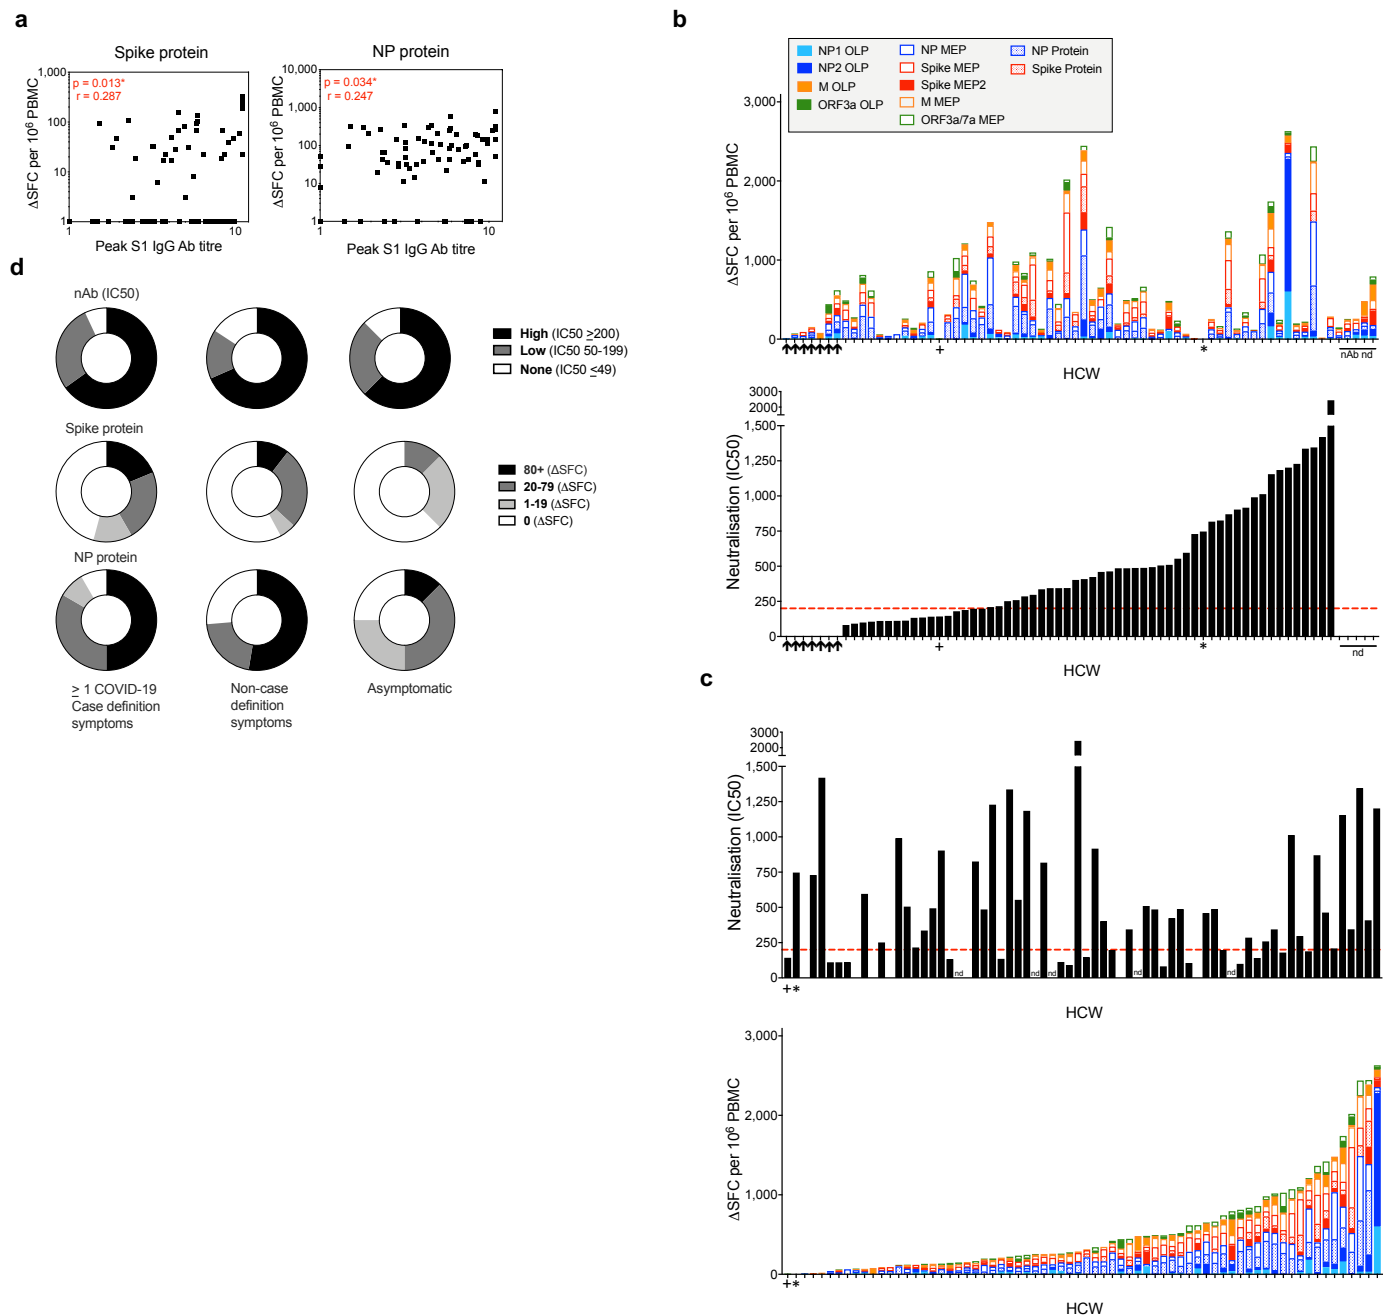 a
Spike protein
NP protein
ΔSFC per 10⁶ PBMC
1,000
100
10
1
p = 0.013*
r = 0.287
1
10
Peak S1 IgG Ab titre
ΔSFC per 10⁶ PBMC
10,000
1,000
100
10
1
p = 0.034*
r = 0.247
1
10
Peak S1 IgG Ab titre
b
NP1 OLP
NP2 OLP
M OLP
ORF3a OLP
NP MEP
Spike MEP
Spike MEP2
M MEP
ORF3a/7a MEP
NP Protein
Spike Protein
ΔSFC per 10⁶ PBMC
3,000
2,000
1,000
0
+
*
nAb nd
HCW
Neutralisation (IC50)
3000
2000
1,500
1,250
1,000
750
500
250
0
+
*
nd
HCW
c
Neutralisation (IC50)
3000
2000
1,500
1,250
1,000
750
500
250
0
nd
nd
nd
nd
nd
+*
HCW
ΔSFC per 10⁶ PBMC
3,000
2,000
1,000
0
+*
HCW
d
nAb (IC50)
High (IC50 ≥200)
Low (IC50 50-199)
None (IC50 ≤49)
Spike protein
80+ (ΔSFC)
20-79 (ΔSFC)
1-19 (ΔSFC)
0 (ΔSFC)
NP protein
≥ 1 COVID-19
Case definition
symptoms
Non-case
definition
symptoms
Asymptomatic